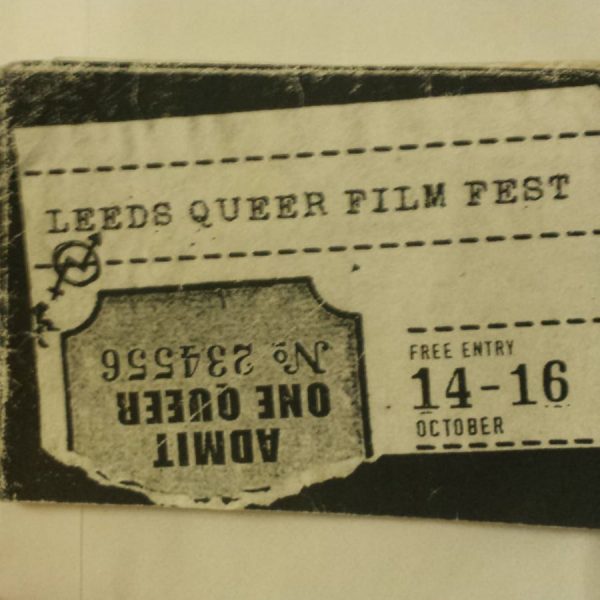 LEEDS QUEER FILM FEST
FREE ENTRY
14-16
OCTOBER
ADMIT
ONE QUEER
№ 234556